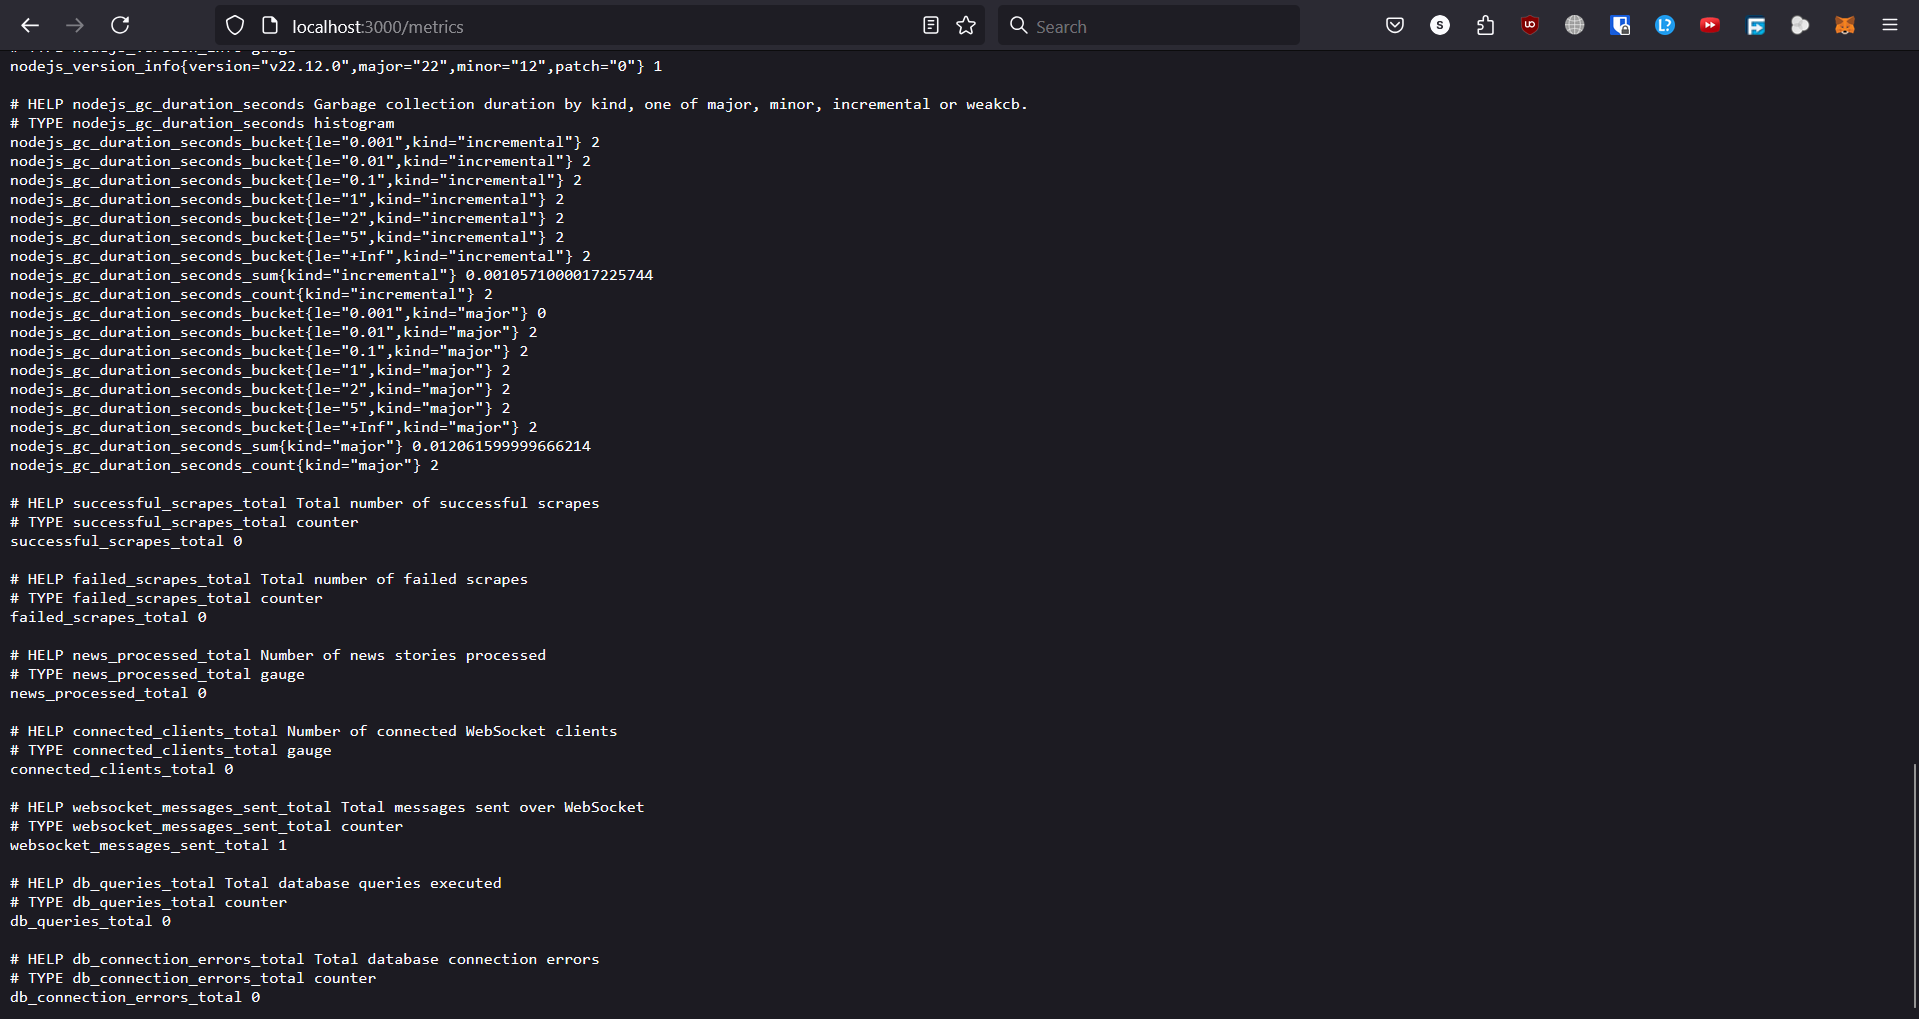 localhost:3000/metrics
Search
nodejs_version_info{version="v22.12.0",major="22",minor="12",patch="0"} 1
# HELP nodejs_gc_duration_seconds Garbage collection duration by kind, one of major, minor, incremental or weakcb.
# TYPE nodejs_gc_duration_seconds histogram
nodejs_gc_duration_seconds_bucket{le="0.001",kind="incremental"} 2
nodejs_gc_duration_seconds_bucket{le="0.01",kind="incremental"} 2
nodejs_gc_duration_seconds_bucket{le="0.1",kind="incremental"} 2
nodejs_gc_duration_seconds_bucket{le="1",kind="incremental"} 2
nodejs_gc_duration_seconds_bucket{le="2",kind="incremental"} 2
nodejs_gc_duration_seconds_bucket{le="5",kind="incremental"} 2
nodejs_gc_duration_seconds_bucket{le="+Inf",kind="incremental"} 2
nodejs_gc_duration_seconds_sum{kind="incremental"} 0.0010571000017225744
nodejs_gc_duration_seconds_count{kind="incremental"} 2
nodejs_gc_duration_seconds_bucket{le="0.001",kind="major"} 0
nodejs_gc_duration_seconds_bucket{le="0.01",kind="major"} 2
nodejs_gc_duration_seconds_bucket{le="0.1",kind="major"} 2
nodejs_gc_duration_seconds_bucket{le="1",kind="major"} 2
nodejs_gc_duration_seconds_bucket{le="2",kind="major"} 2
nodejs_gc_duration_seconds_bucket{le="5",kind="major"} 2
nodejs_gc_duration_seconds_bucket{le="+Inf",kind="major"} 2
nodejs_gc_duration_seconds_sum{kind="major"} 0.012061599999666214
nodejs_gc_duration_seconds_count{kind="major"} 2
# HELP successful_scrapes_total Total number of successful scrapes
# TYPE successful_scrapes_total counter
successful_scrapes_total 0
# HELP failed_scrapes_total Total number of failed scrapes
# TYPE failed_scrapes_total counter
failed_scrapes_total 0
# HELP news_processed_total Number of news stories processed
# TYPE news_processed_total gauge
news_processed_total 0
# HELP connected_clients_total Number of connected WebSocket clients
# TYPE connected_clients_total gauge
connected_clients_total 0
# HELP websocket_messages_sent_total Total messages sent over WebSocket
# TYPE websocket_messages_sent_total counter
websocket_messages_sent_total 1
# HELP db_queries_total Total database queries executed
# TYPE db_queries_total counter
db_queries_total 0
# HELP db_connection_errors_total Total database connection errors
# TYPE db_connection_errors_total counter
db_connection_errors_total 0